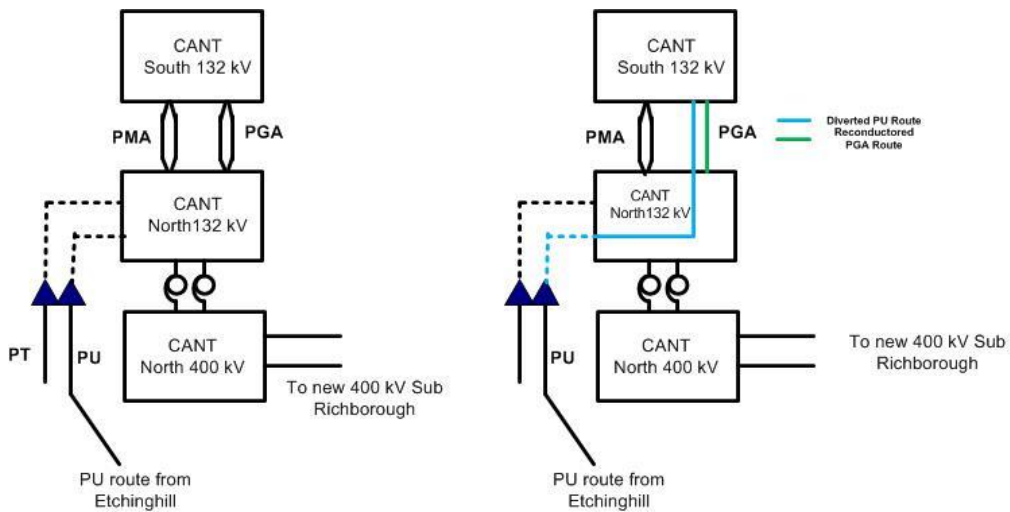 CANT
South 132 kV
PMA
PGA
CANT
North132 kV
PT
PU
CANT
North 400 kV
To new 400 kV Sub
Richborough
PU route from
Etchinghill
CANT
South 132 kV
PMA
PGA
Diverted PU Route
Reconductored
PGA Route
CANT
North132 kV
PU
CANT
North 400 kV
To new 400 kV Sub
Richborough
PU route from
Etchinghill